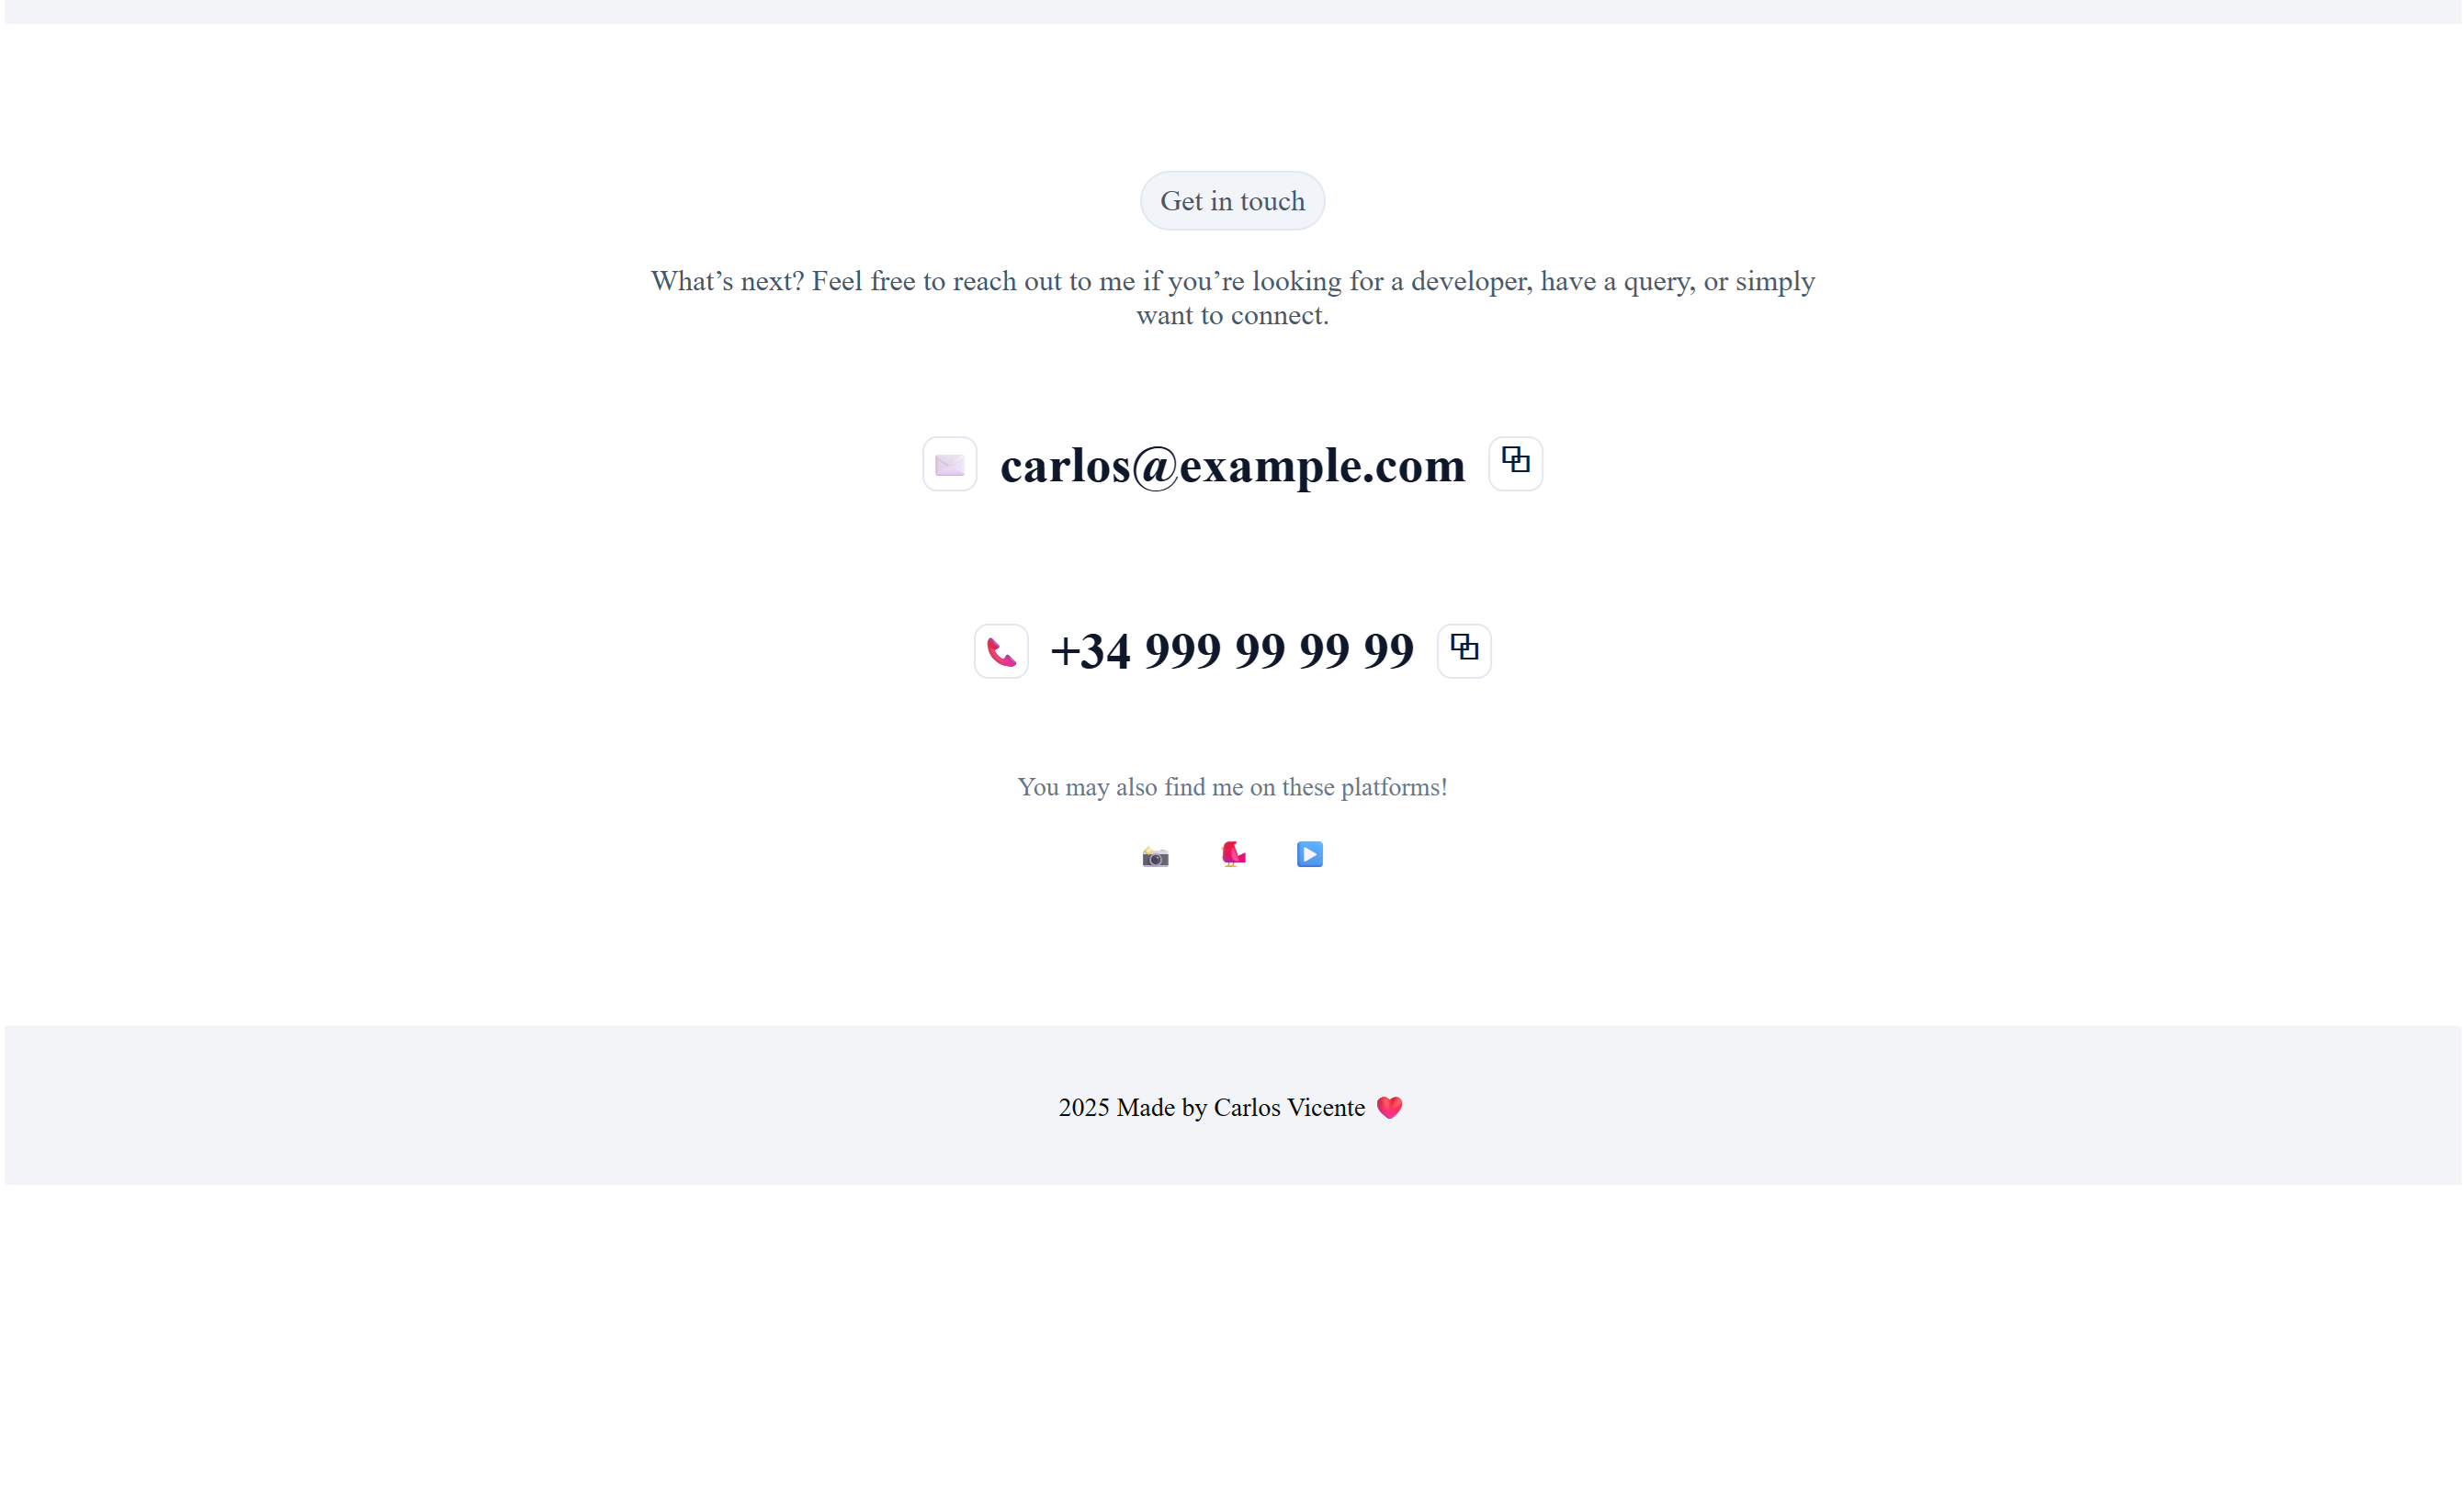 Get in touch
What’s next? Feel free to reach out to me if you’re looking for a developer, have a query, or simply
want to connect.
carlos@example.com
+34 999 99 99 99
You may also find me on these platforms!
2025 Made by Carlos Vicente